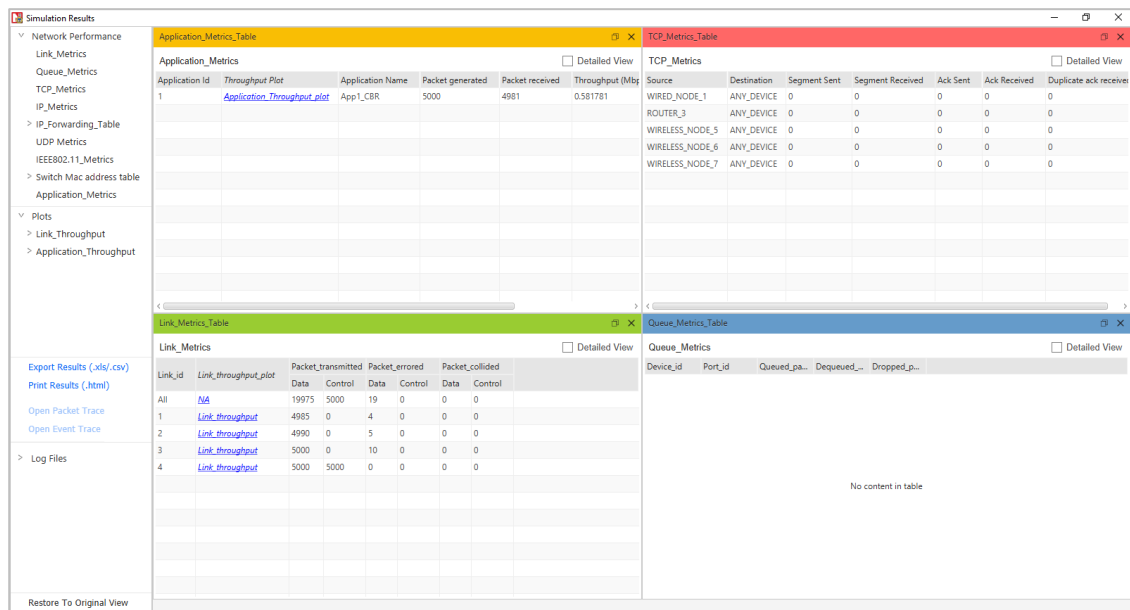 Simulation Results
Network Performance
Link_Metrics
Queue_Metrics
TCP_Metrics
IP_Metrics
IP_Forwarding_Table
UDP Metrics
IEEE802.11_Metrics
Switch Mac address table
Application_Metrics
Plots
Link_Throughput
Application_Throughput
Export Results (.xls/.csv)
Print Results (.html)
Open Packet Trace
Open Event Trace
Log Files
Restore To Original View
Application_Metrics_Table
Application_Metrics Detailed View
Application Id Throughput Plot Application Name Packet generated Packet received Throughput (Mbp
1 Application_Throughput_plot App1_CBR 5000 4981 0.581781
TCP_Metrics_Table
TCP_Metrics Detailed View
Source Destination Segment Sent Segment Received Ack Sent Ack Received Duplicate ack received
WIRED_NODE_1 ANY_DEVICE 0 0 0 0 0
ROUTER_3 ANY_DEVICE 0 0 0 0 0
WIRELESS_NODE_5 ANY_DEVICE 0 0 0 0 0
WIRELESS_NODE_6 ANY_DEVICE 0 0 0 0 0
WIRELESS_NODE_7 ANY_DEVICE 0 0 0 0 0
Link_Metrics_Table
Link_Metrics Detailed View
Link_id Link_throughput_plot Packet_transmitted Packet_errored Packet_collided
Data Control Data Control Data Control
All NA 19975 5000 19 0 0 0
1 Link_throughput 4985 0 4 0 0 0
2 Link_throughput 4990 0 5 0 0 0
3 Link_throughput 5000 0 10 0 0 0
4 Link_throughput 5000 5000 0 0 0 0
Queue_Metrics_Table
Queue_Metrics Detailed View
Device_id Port_id Queued_pa... Dequeued_... Dropped_p...
No content in table